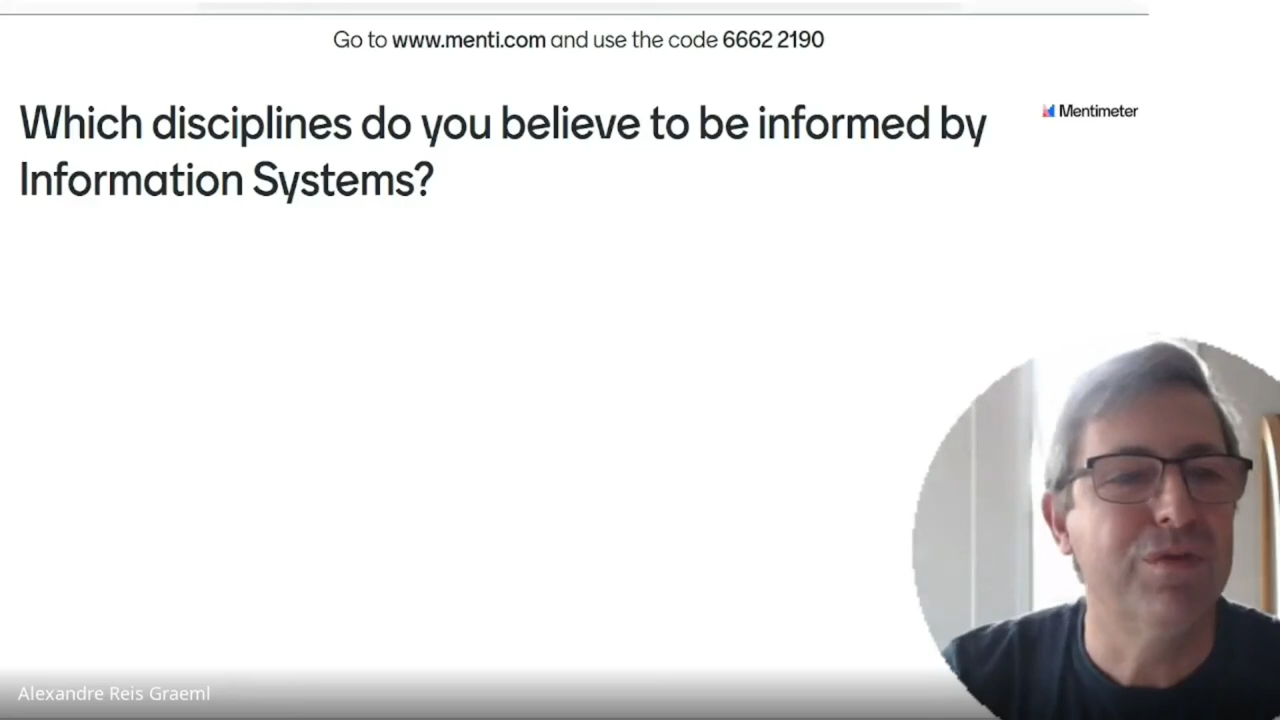 Go to www.menti.com and use the code 6662 2190
Which disciplines do you believe to be informed by
Mentimeter
Information Systems?
Alexandre Reis Graeml